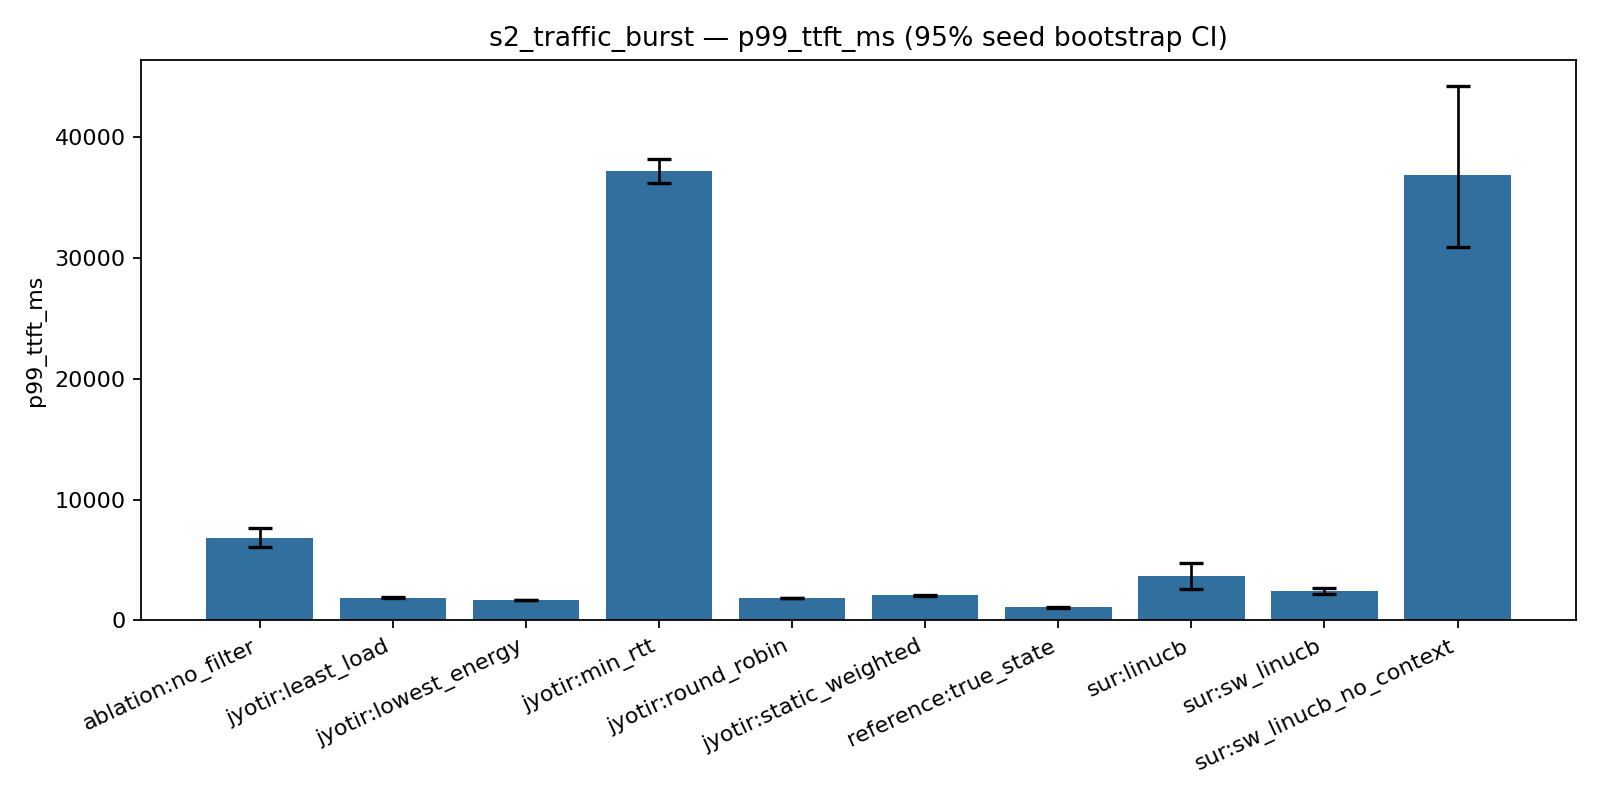 s2_traffic_burst — p99_ttft_ms (95% seed bootstrap CI)
p99_ttft_ms
40000
30000
20000
10000
0
ablation:no_filter
jyotir:least_load
jyotir:lowest_energy
jyotir:min_rtt
jyotir:round_robin
jyotir:static_weighted
reference:true_state
sur:linucb
sur:sw_linucb
sur:sw_linucb_no_context